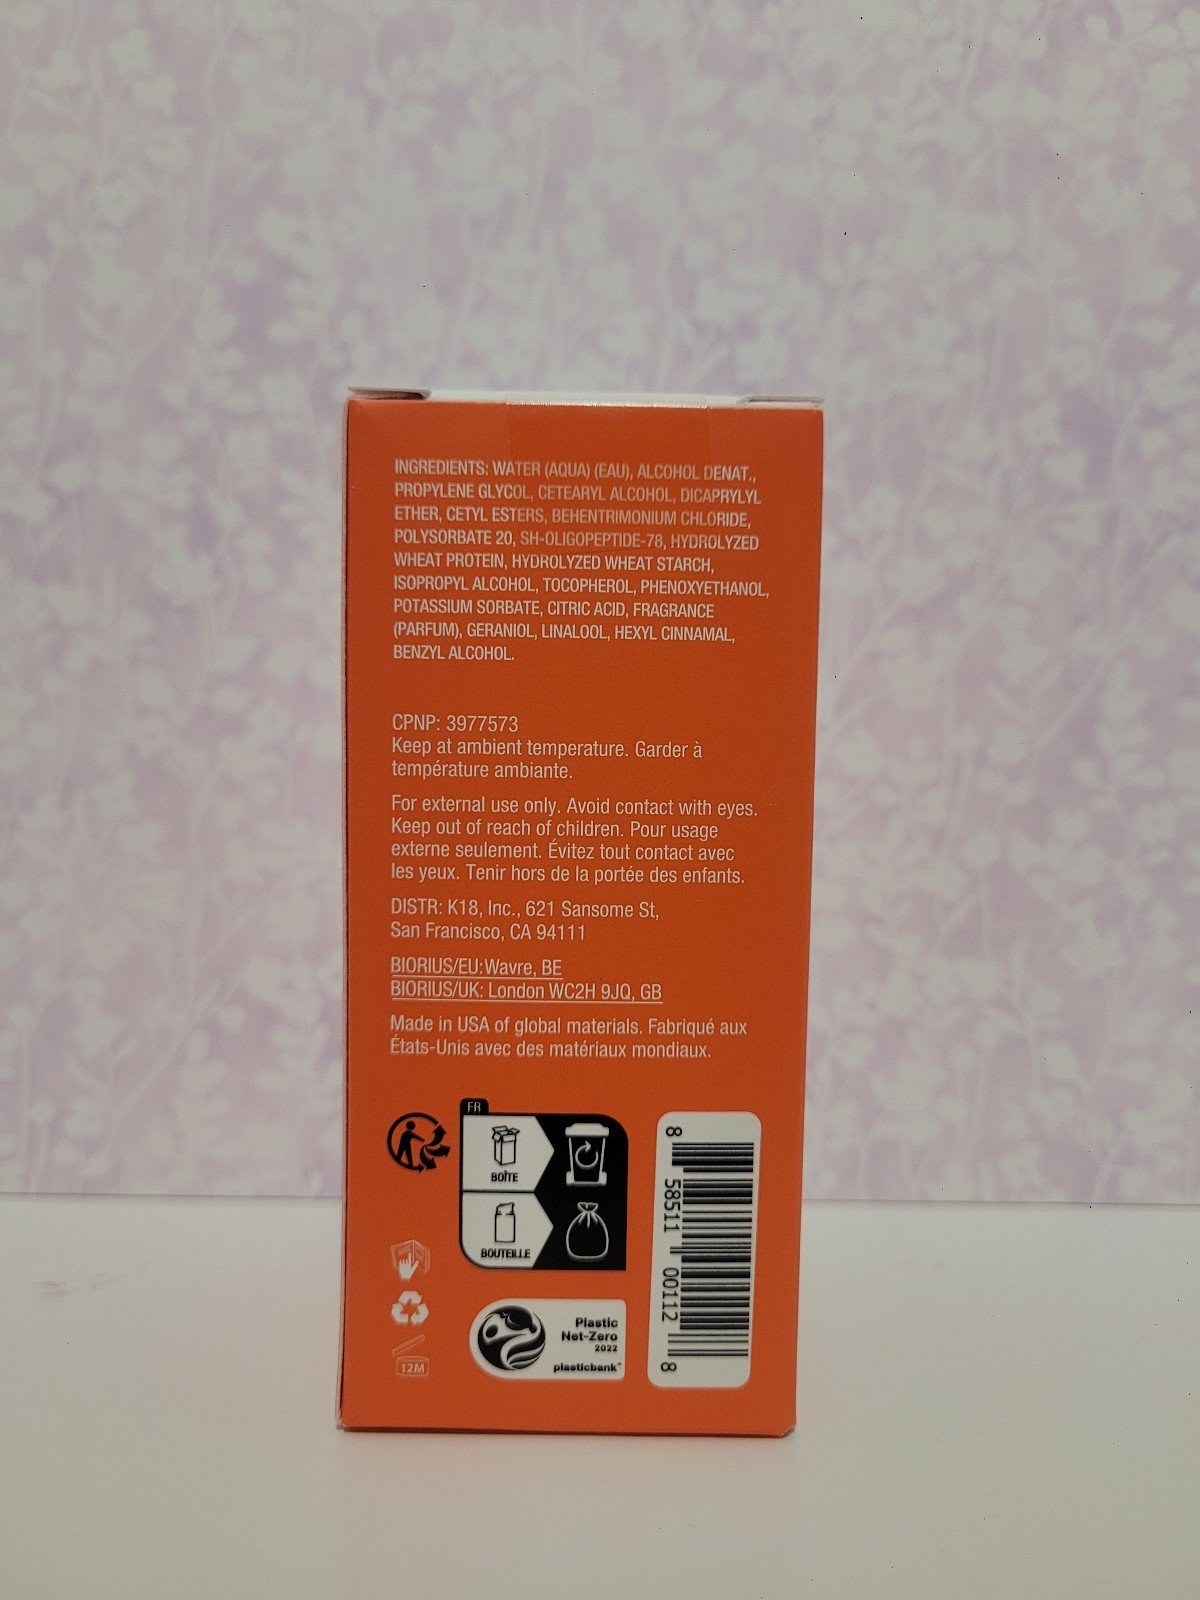 INGREDIENTS: WATER (AQUA) (EAU), ALCOHOL DENAT.,
PROPYLENE GLYCOL, CETEARYL ALCOHOL, DICAPRYLYL
ETHER, CETYL ESTERS, BEHENTRIMONIUM CHLORIDE,
POLYSORBATE 20, SH-OLIGOPEPTIDE-78, HYDROLYZED
WHEAT PROTEIN, HYDROLYZED WHEAT STARCH,
ISOPROPYL ALCOHOL, TOCOPHEROL, PHENOXYETHANOL,
POTASSIUM SORBATE, CITRIC ACID, FRAGRANCE
(PARFUM), GERANIOL, LINALOOL, HEXYL CINNAMAL,
BENZYL ALCOHOL.
CPNP: 3977573
Keep at ambient temperature. Garder à
température ambiante.
For external use only. Avoid contact with eyes.
Keep out of reach of children. Pour usage
externe seulement. Évitez tout contact avec
les yeux. Tenir hors de la portée des enfants.
DISTR: K18, Inc., 621 Sansome St,
San Francisco, CA 94111
BIORIUS/EU:Wavre, BE
BIORIUS/UK: London WC2H 9JQ, GB
Made in USA of global materials. Fabriqué aux
États-Unis avec des matériaux mondiaux.
FR
BOÎTE
BOUTEILLE
12M
Plastic
Net-Zero
2022
plasticbank™
8 58511 00112 8